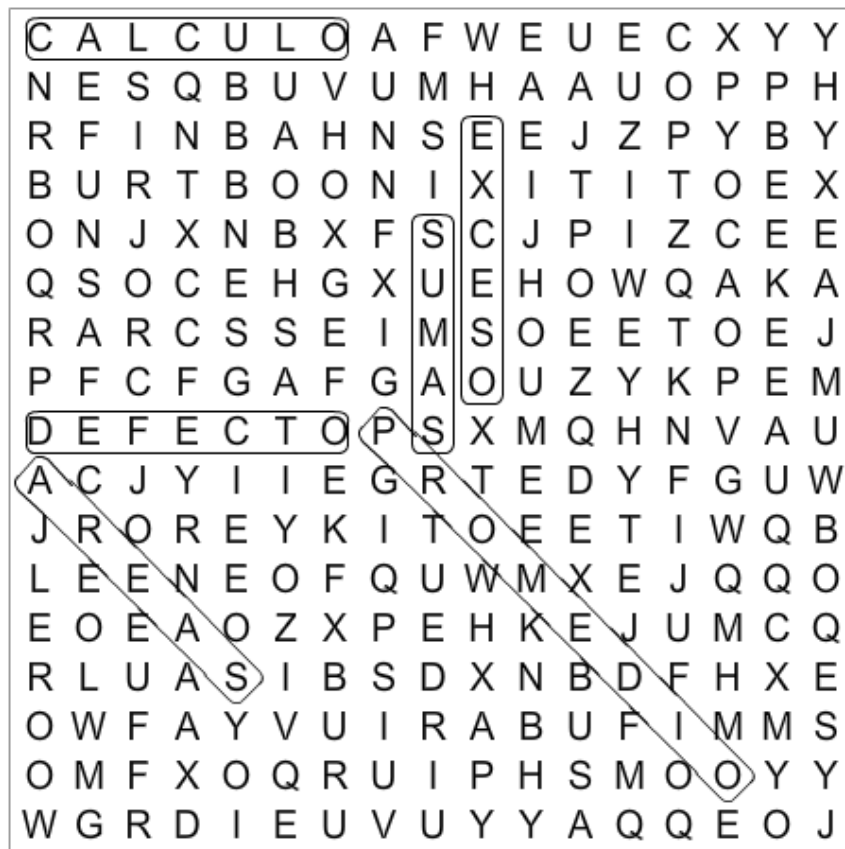 C A L C U L O A F W E U E C X Y Y
N E S Q B U V U M H A A U O P P H
R F I N B A H N S E E J Z P Y B Y
B U R T B O O N I X I T I T O E X
O N J X N B X F S C J P I Z C E E
Q S O C E H G X U E H O W Q A K A
R A R C S S E I M S O E E T O E J
P F C F G A F G A O U Z Y K P E M
D E F E C T O P S X M Q H N V A U
A C J Y I I E G R T E D Y F G U W
J R O R E Y K I T O E E T I W Q B
L E E N E O F Q U W M X E J Q Q O
E O E A O Z X P E H K E J U M C Q
R L U A S I B S D X N B D F H X E
O W F A Y V U I R A B U F I M M S
O M F X O Q R U I P H S M O O Y Y
W G R D I E U V U Y Y A Q Q E O J